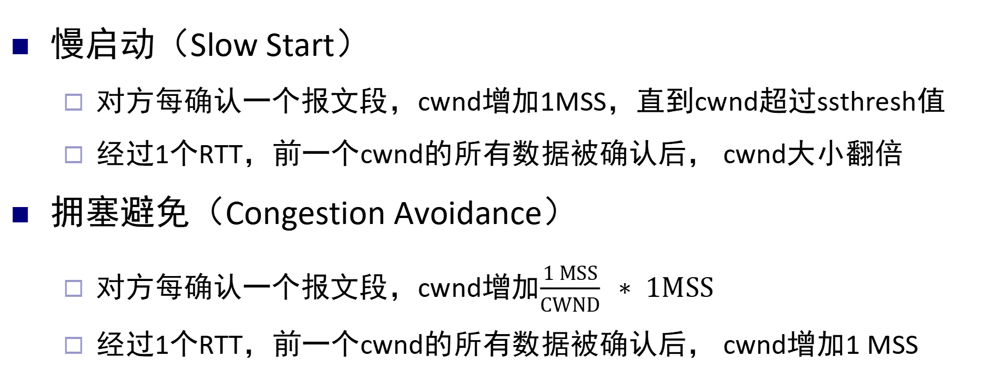 慢启动（Slow Start）
对方每确认一个报文段，cwnd增加1MSS，直到cwnd超过ssthresh值
经过1个RTT，前一个cwnd的所有数据被确认后， cwnd大小翻倍
拥塞避免（Congestion Avoidance）
对方每确认一个报文段，cwnd增加 1 MSS / CWND * 1MSS
经过1个RTT，前一个cwnd的所有数据被确认后， cwnd增加1 MSS